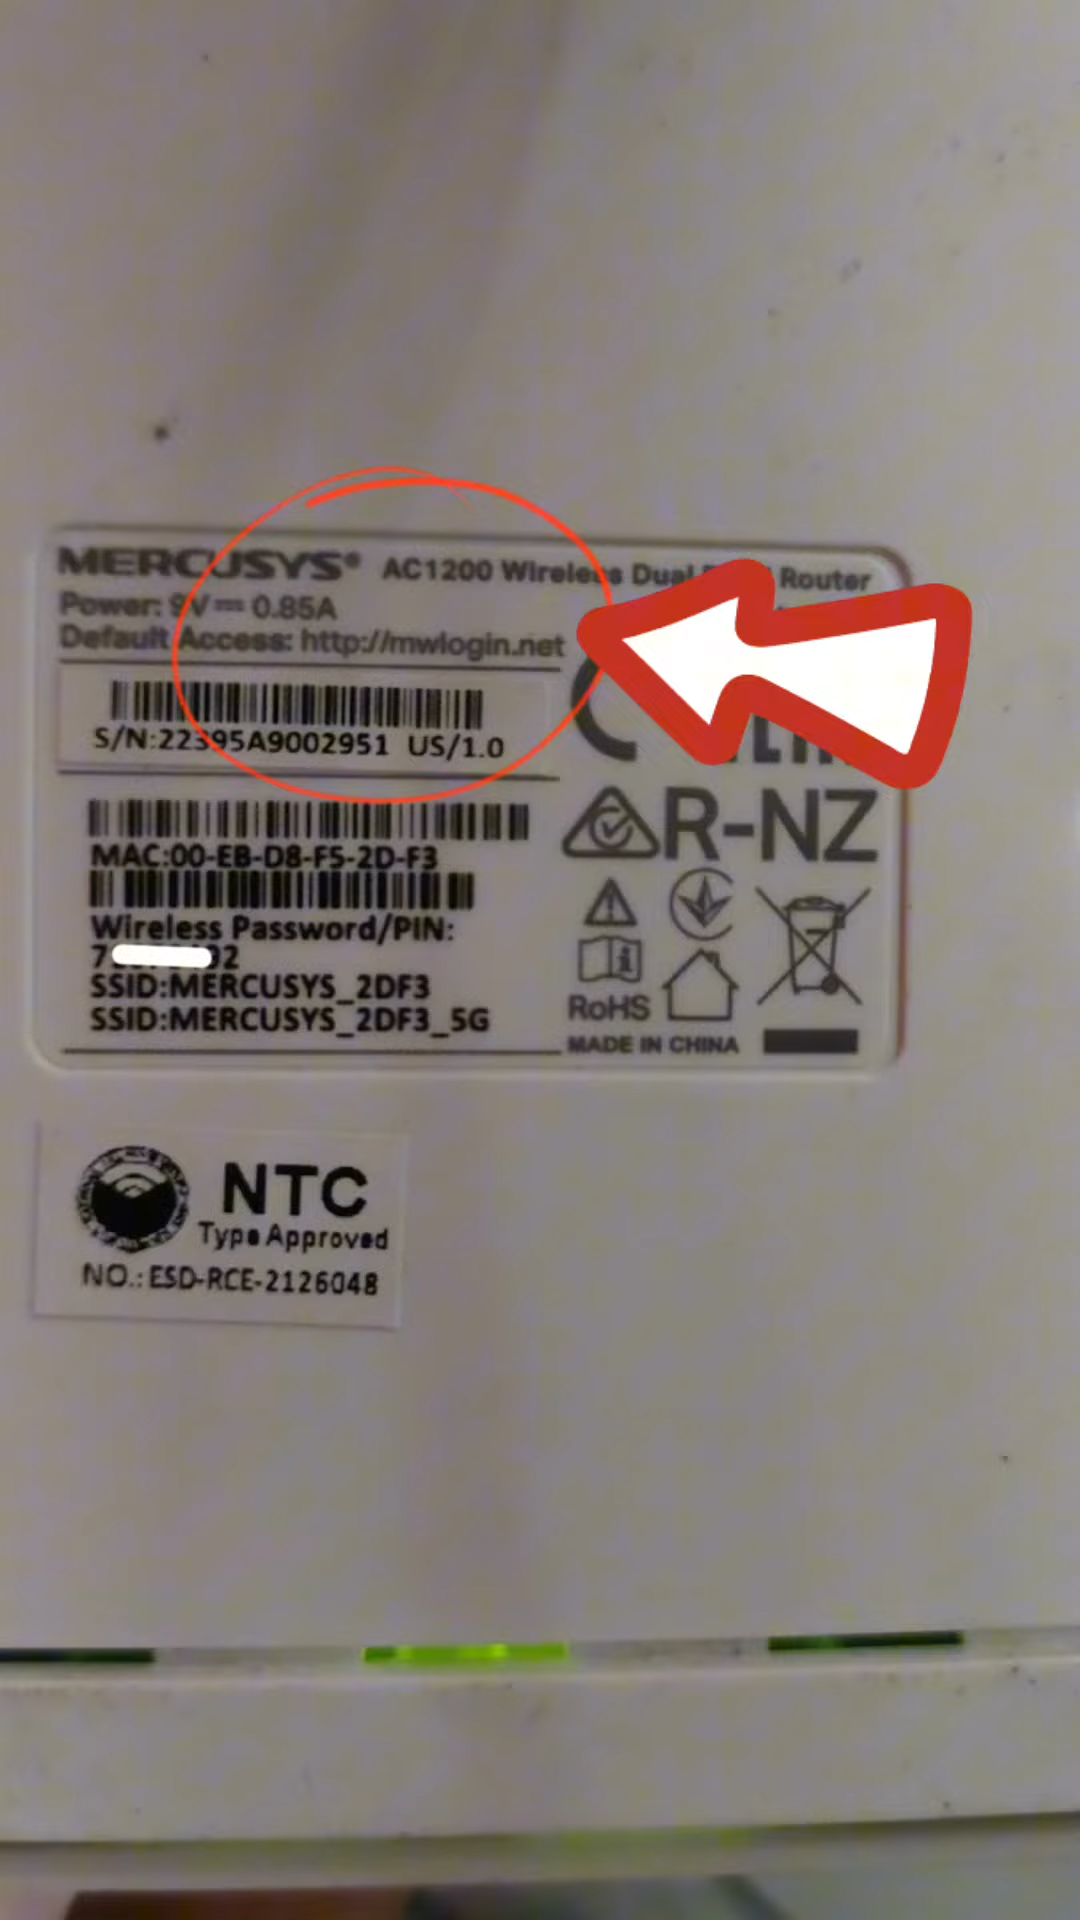 MERCUSYS® AC1200 Wireless Dual Router
Power: 9V⎓0.85A
Default Access: http://mwlogin.net
S/N:22395A9002951 US/1.0
MAC:00-EB-D8-F5-2D-F3
Wireless Password/PIN:
SSID:MERCUSYS_2DF3
SSID:MERCUSYS_2DF3_5G
R-NZ
RoHS
MADE IN CHINA
NTC
Type Approved
NO.: ESD-RCE-2126048